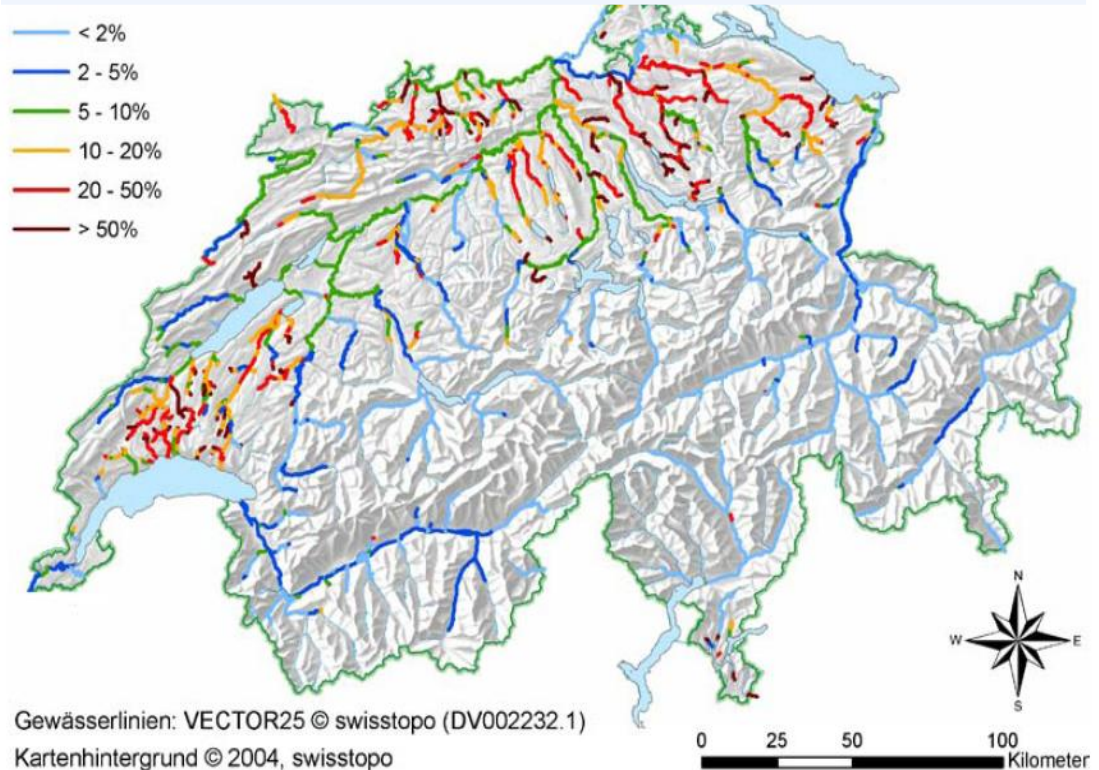 < 2%
2 - 5%
5 - 10%
10 - 20%
20 - 50%
> 50%
N
W E
S
Gewässerlinien: VECTOR25 © swisstopo (DV002232.1)
Kartenhintergrund © 2004, swisstopo
0 25 50 100
Kilometer